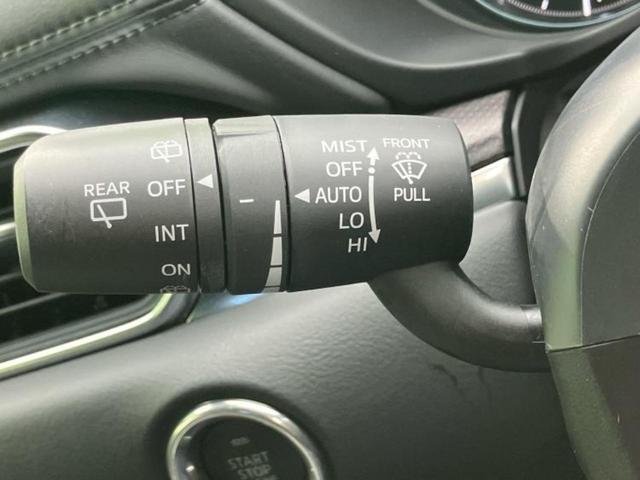 REAR
OFF
INT
ON
–
MIST
OFF
AUTO
LO
HI
FRONT
PULL
START
STOP